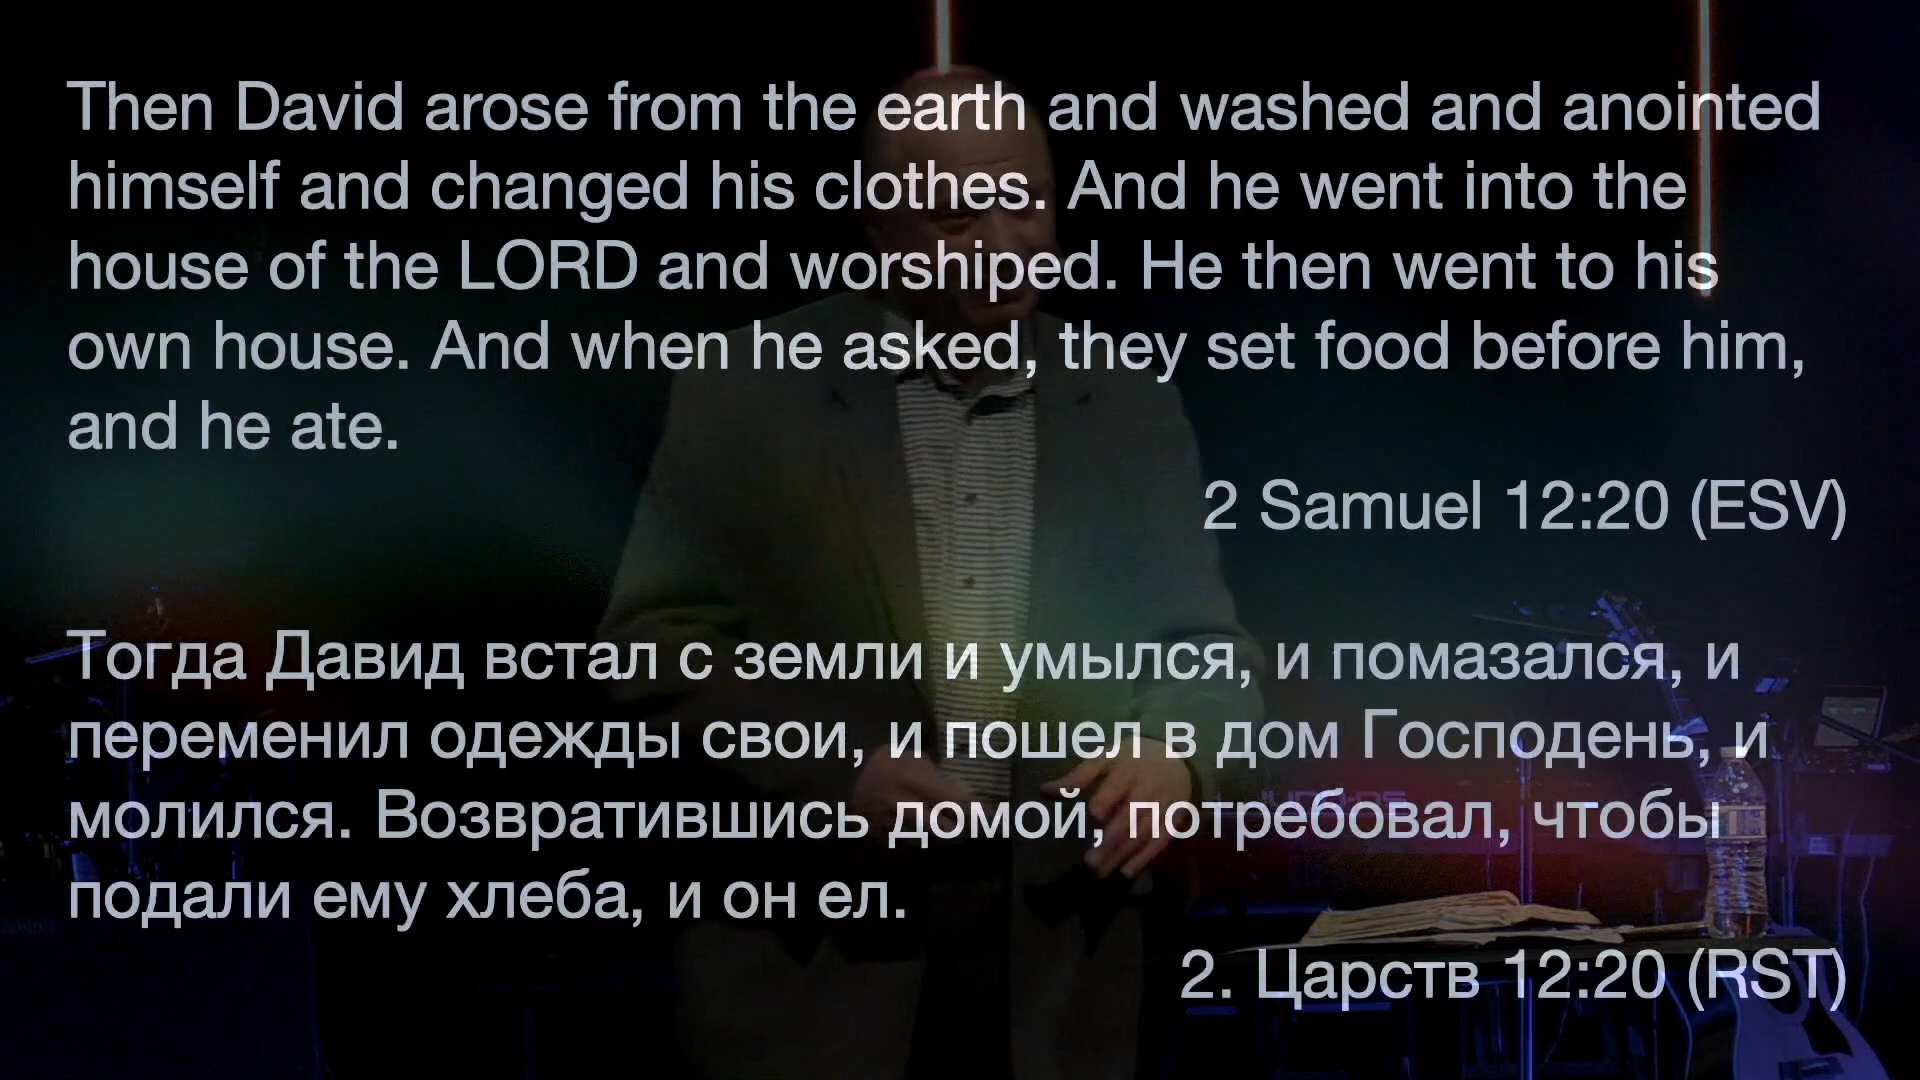 Then David arose from the earth and washed and anointed
himself and changed his clothes. And he went into the
house of the LORD and worshiped. He then went to his
own house. And when he asked, they set food before him,
and he ate.
2 Samuel 12:20 (ESV)
Тогда Давид встал с земли и умылся, и помазался, и
переменил одежды свои, и пошел в дом Господень, и
молился. Возвратившись домой, потребовал, чтобы
подали ему хлеба, и он ел.
2. Царств 12:20 (RST)